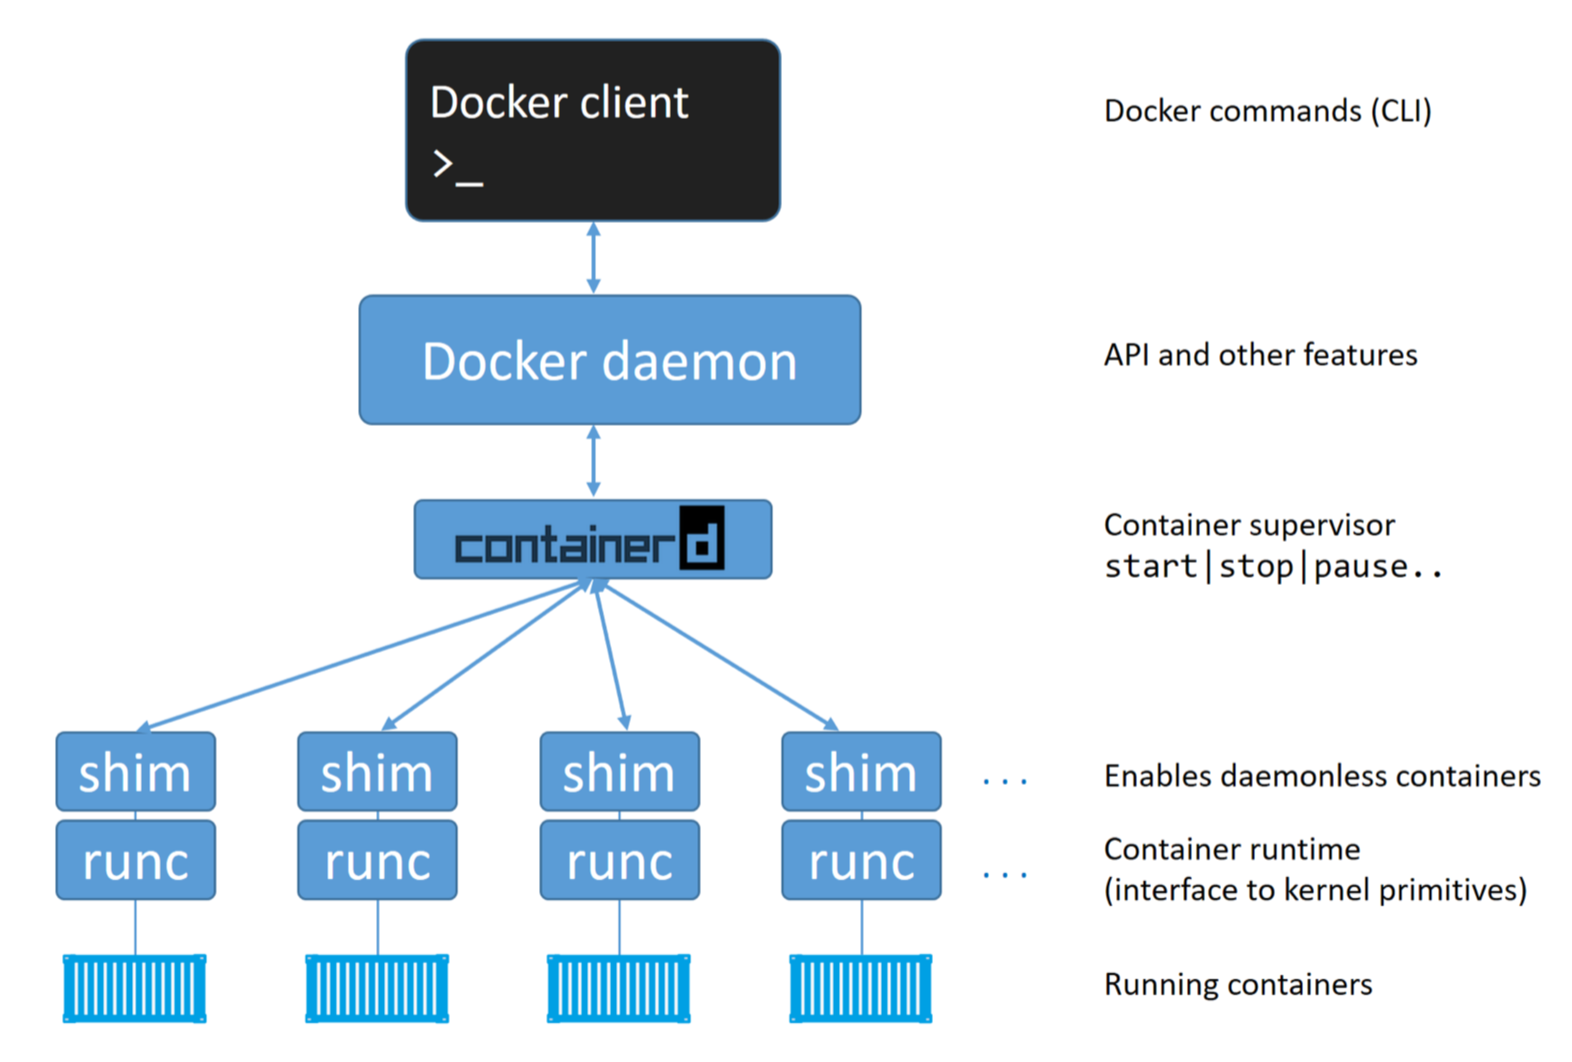 Docker client
>_
Docker commands (CLI)
Docker daemon
API and other features
containerd
Container supervisor
start|stop|pause..
shim
shim
shim
shim
...
Enables daemonless containers
runc
runc
runc
runc
...
Container runtime
(interface to kernel primitives)
Running containers